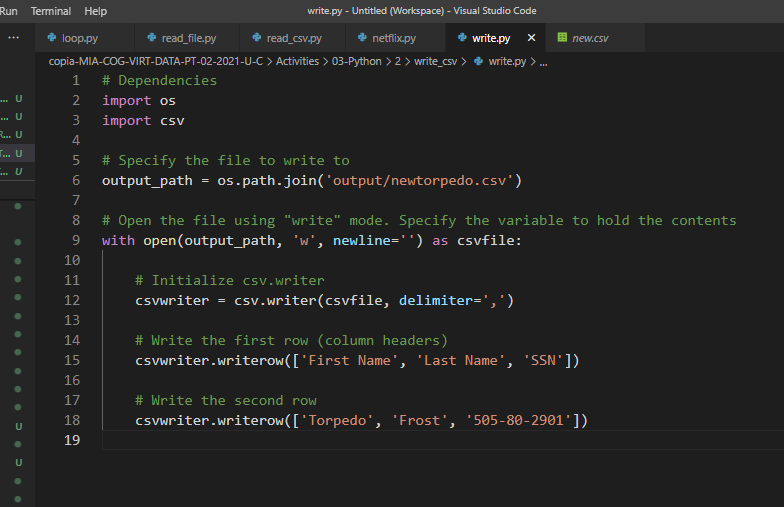 Run Terminal Help write.py - Untitled (Workspace) - Visual Studio Code
... loop.py read_file.py read_csv.py netflix.py write.py × new.csv
copia-MIA-COG-VIRT-DATA-PT-02-2021-U-C > Activities > 03-Python > 2 > write_csv > write.py > ...
1 # Dependencies
2 import os
3 import csv
4
5 # Specify the file to write to
6 output_path = os.path.join('output/newtorpedo.csv')
7
8 # Open the file using "write" mode. Specify the variable to hold the contents
9 with open(output_path, 'w', newline='') as csvfile:
10
11 # Initialize csv.writer
12 csvwriter = csv.writer(csvfile, delimiter=',')
13
14 # Write the first row (column headers)
15 csvwriter.writerow(['First Name', 'Last Name', 'SSN'])
16
17 # Write the second row
18 csvwriter.writerow(['Torpedo', 'Frost', '505-80-2901'])
19
... U
... U
R... U
T... U
... U
U
U